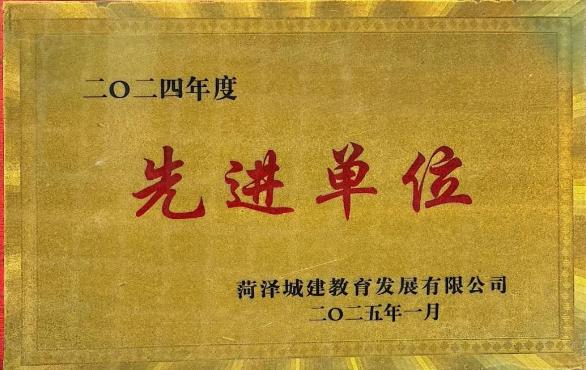 二〇二四年度
先进单位
菏泽城建教育发展有限公司
二〇二五年一月